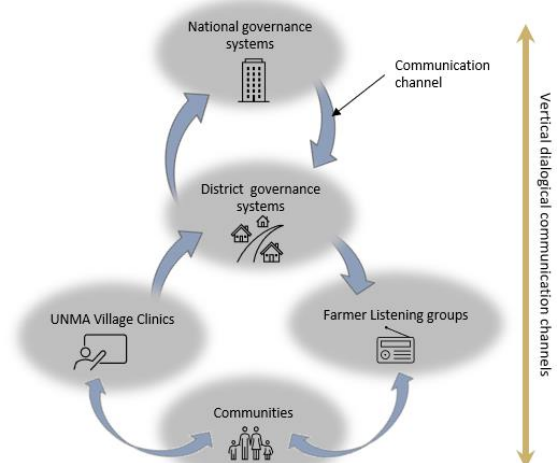 National governance
systems
Communication
channel
District governance
systems
UNMA Village Clinics
Farmer Listening groups
Communities
Vertical dialogical communication channels